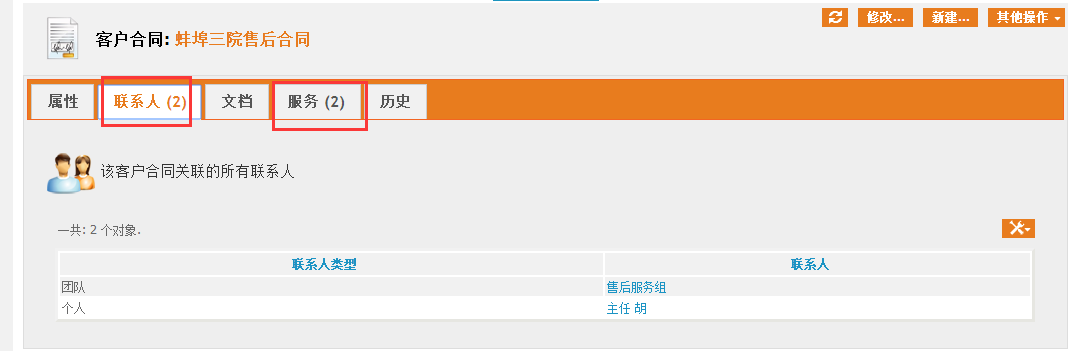 修改... 新建... 其他操作
客户合同: 蚌埠三院售后合同
属性 联系人 (2) 文档 服务 (2) 历史
该客户合同关联的所有联系人
一共: 2 个对象.
联系人类型 联系人
团队 售后服务组
个人 主任 胡